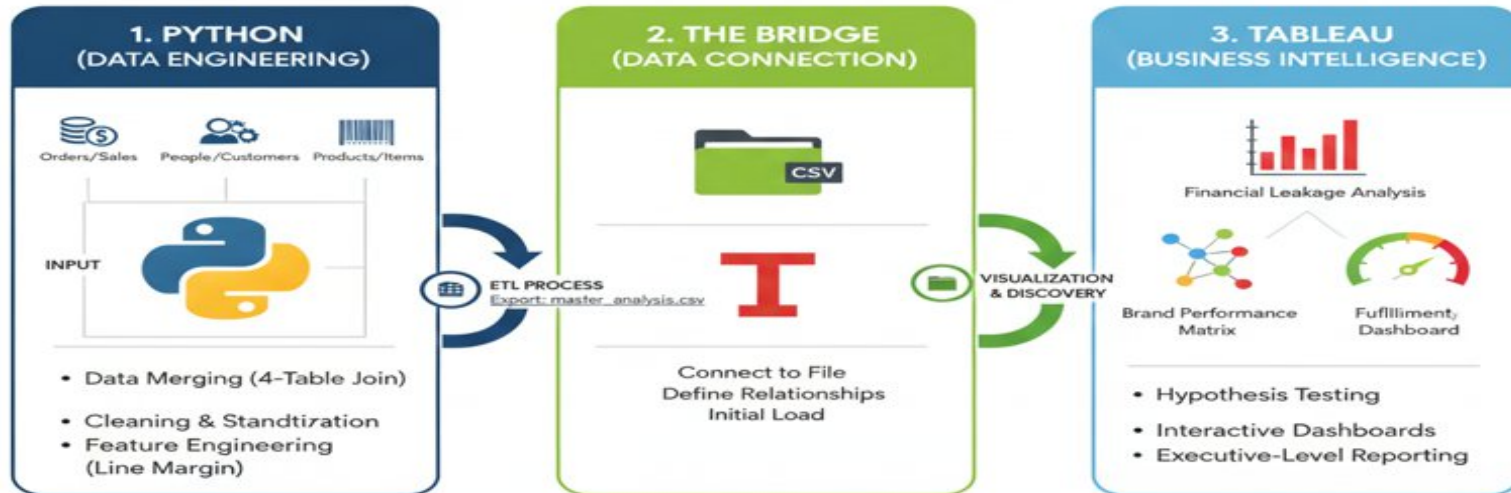 1. PYTHON
(DATA ENGINEERING)
Orders/Sales
People/Customers
Products/Items
INPUT
• Data Merging (4-Table Join)
• Cleaning & Standtization
• Feature Engineering
(Line Margin)
ETL PROCESS
Export: master_analysis.csv
2. THE BRIDGE
(DATA CONNECTION)
CSV
Connect to File
Define Relationships
Initial Load
VISUALIZATION
& DISCOVERY
3. TABLEAU
(BUSINESS INTELLIGENCE)
Financial Leakage Analysis
Brand Performance
Matrix
Fufllliment
Dashboard
• Hypothesis Testing
• Interactive Dashboards
• Executive-Level Reporting